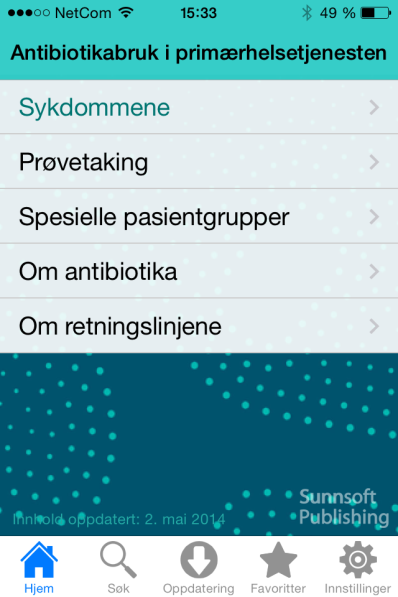 NetCom 15:33 49 %
Antibiotikabruk i primærhelsetjenesten
Sykdommene
Prøvetaking
Spesielle pasientgrupper
Om antibiotika
Om retningslinjene
Sunnsoft
Publishing
Innhold oppdatert: 2. mai 2014
Hjem Søk Oppdatering Favoritter Innstillinger